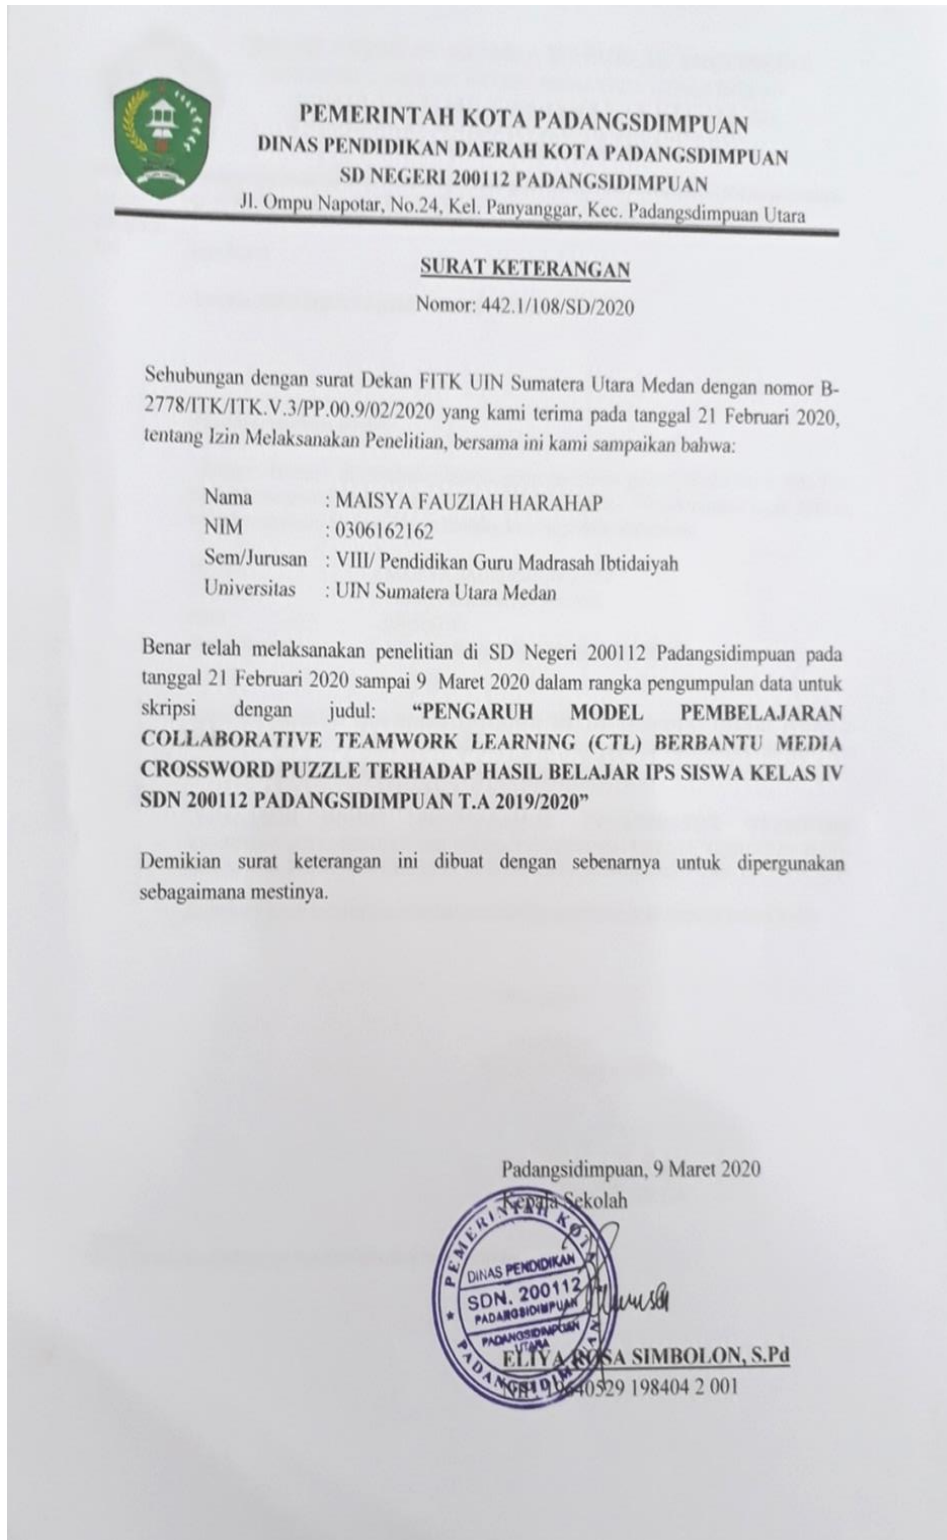 PEMERINTAH KOTA PADANGSDIMPUAN
DINAS PENDIDIKAN DAERAH KOTA PADANGSDIMPUAN
SD NEGERI 200112 PADANGSIDIMPUAN
Jl. Ompu Napotar, No.24, Kel. Panyanggar, Kec. Padangsdimpuan Utara
SURAT KETERANGAN
Nomor: 442.1/108/SD/2020
Sehubungan dengan surat Dekan FITK UIN Sumatera Utara Medan dengan nomor B-
2778/ITK/ITK.V.3/PP.00.9/02/2020 yang kami terima pada tanggal 21 Februari 2020,
tentang Izin Melaksanakan Penelitian, bersama ini kami sampaikan bahwa:
Nama : MAISYA FAUZIAH HARAHAP
NIM : 0306162162
Sem/Jurusan : VIII/ Pendidikan Guru Madrasah Ibtidaiyah
Universitas : UIN Sumatera Utara Medan
Benar telah melaksanakan penelitian di SD Negeri 200112 Padangsidimpuan pada
tanggal 21 Februari 2020 sampai 9 Maret 2020 dalam rangka pengumpulan data untuk
skripsi dengan judul: “PENGARUH MODEL PEMBELAJARAN
COLLABORATIVE TEAMWORK LEARNING (CTL) BERBANTU MEDIA
CROSSWORD PUZZLE TERHADAP HASIL BELAJAR IPS SISWA KELAS IV
SDN 200112 PADANGSIDIMPUAN T.A 2019/2020”
Demikian surat keterangan ini dibuat dengan sebenarnya untuk dipergunakan
sebagaimana mestinya.
Padangsidimpuan, 9 Maret 2020
Kepala Sekolah
PEMERINTAH KOTA
DINAS PENDIDIKAN
SDN. 200112
PADANGSIDIMPUAN
PADANGSIDIMPUAN
UTARA
PADANGSIDIMPUAN
ELIYA ROSA SIMBOLON, S.Pd
19640529 198404 2 001